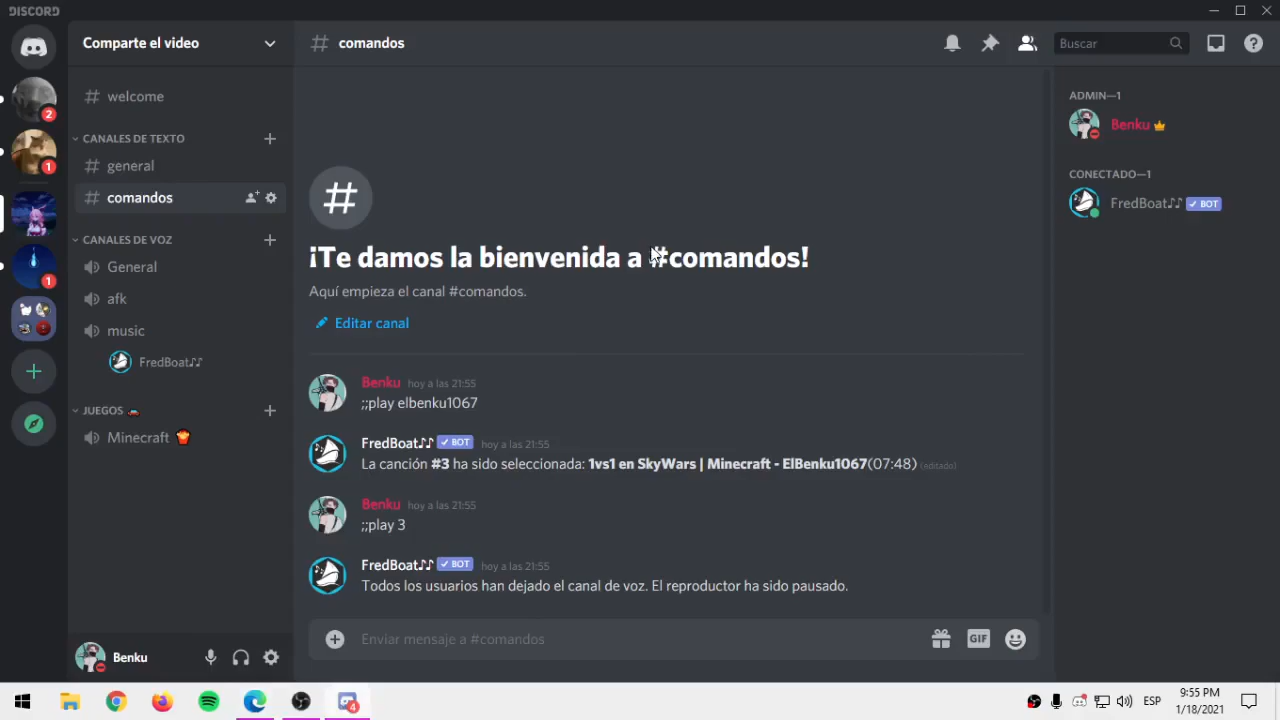 DISCORD
Comparte el video
comandos
Buscar
welcome
CANALES DE TEXTO
general
comandos
CANALES DE VOZ
General
afk
music
FredBoat♪♪
JUEGOS 🚗
Minecraft
2
1
1
¡Te damos la bienvenida a #comandos!
Aquí empieza el canal #comandos.
Editar canal
Benku hoy a las 21:55
;;play elbenku1067
FredBoat♪♪ ✓ BOT hoy a las 21:55
La canción #3 ha sido seleccionada: 1vs1 en SkyWars | Minecraft - ElBenku1067(07:48) (editado)
Benku hoy a las 21:55
;;play 3
FredBoat♪♪ ✓ BOT hoy a las 21:55
Todos los usuarios han dejado el canal de voz. El reproductor ha sido pausado.
Enviar mensaje a #comandos
GIF
ADMIN—1
Benku
CONECTADO—1
FredBoat♪♪ ✓ BOT
Benku
4
ESP
9:55 PM
1/18/2021